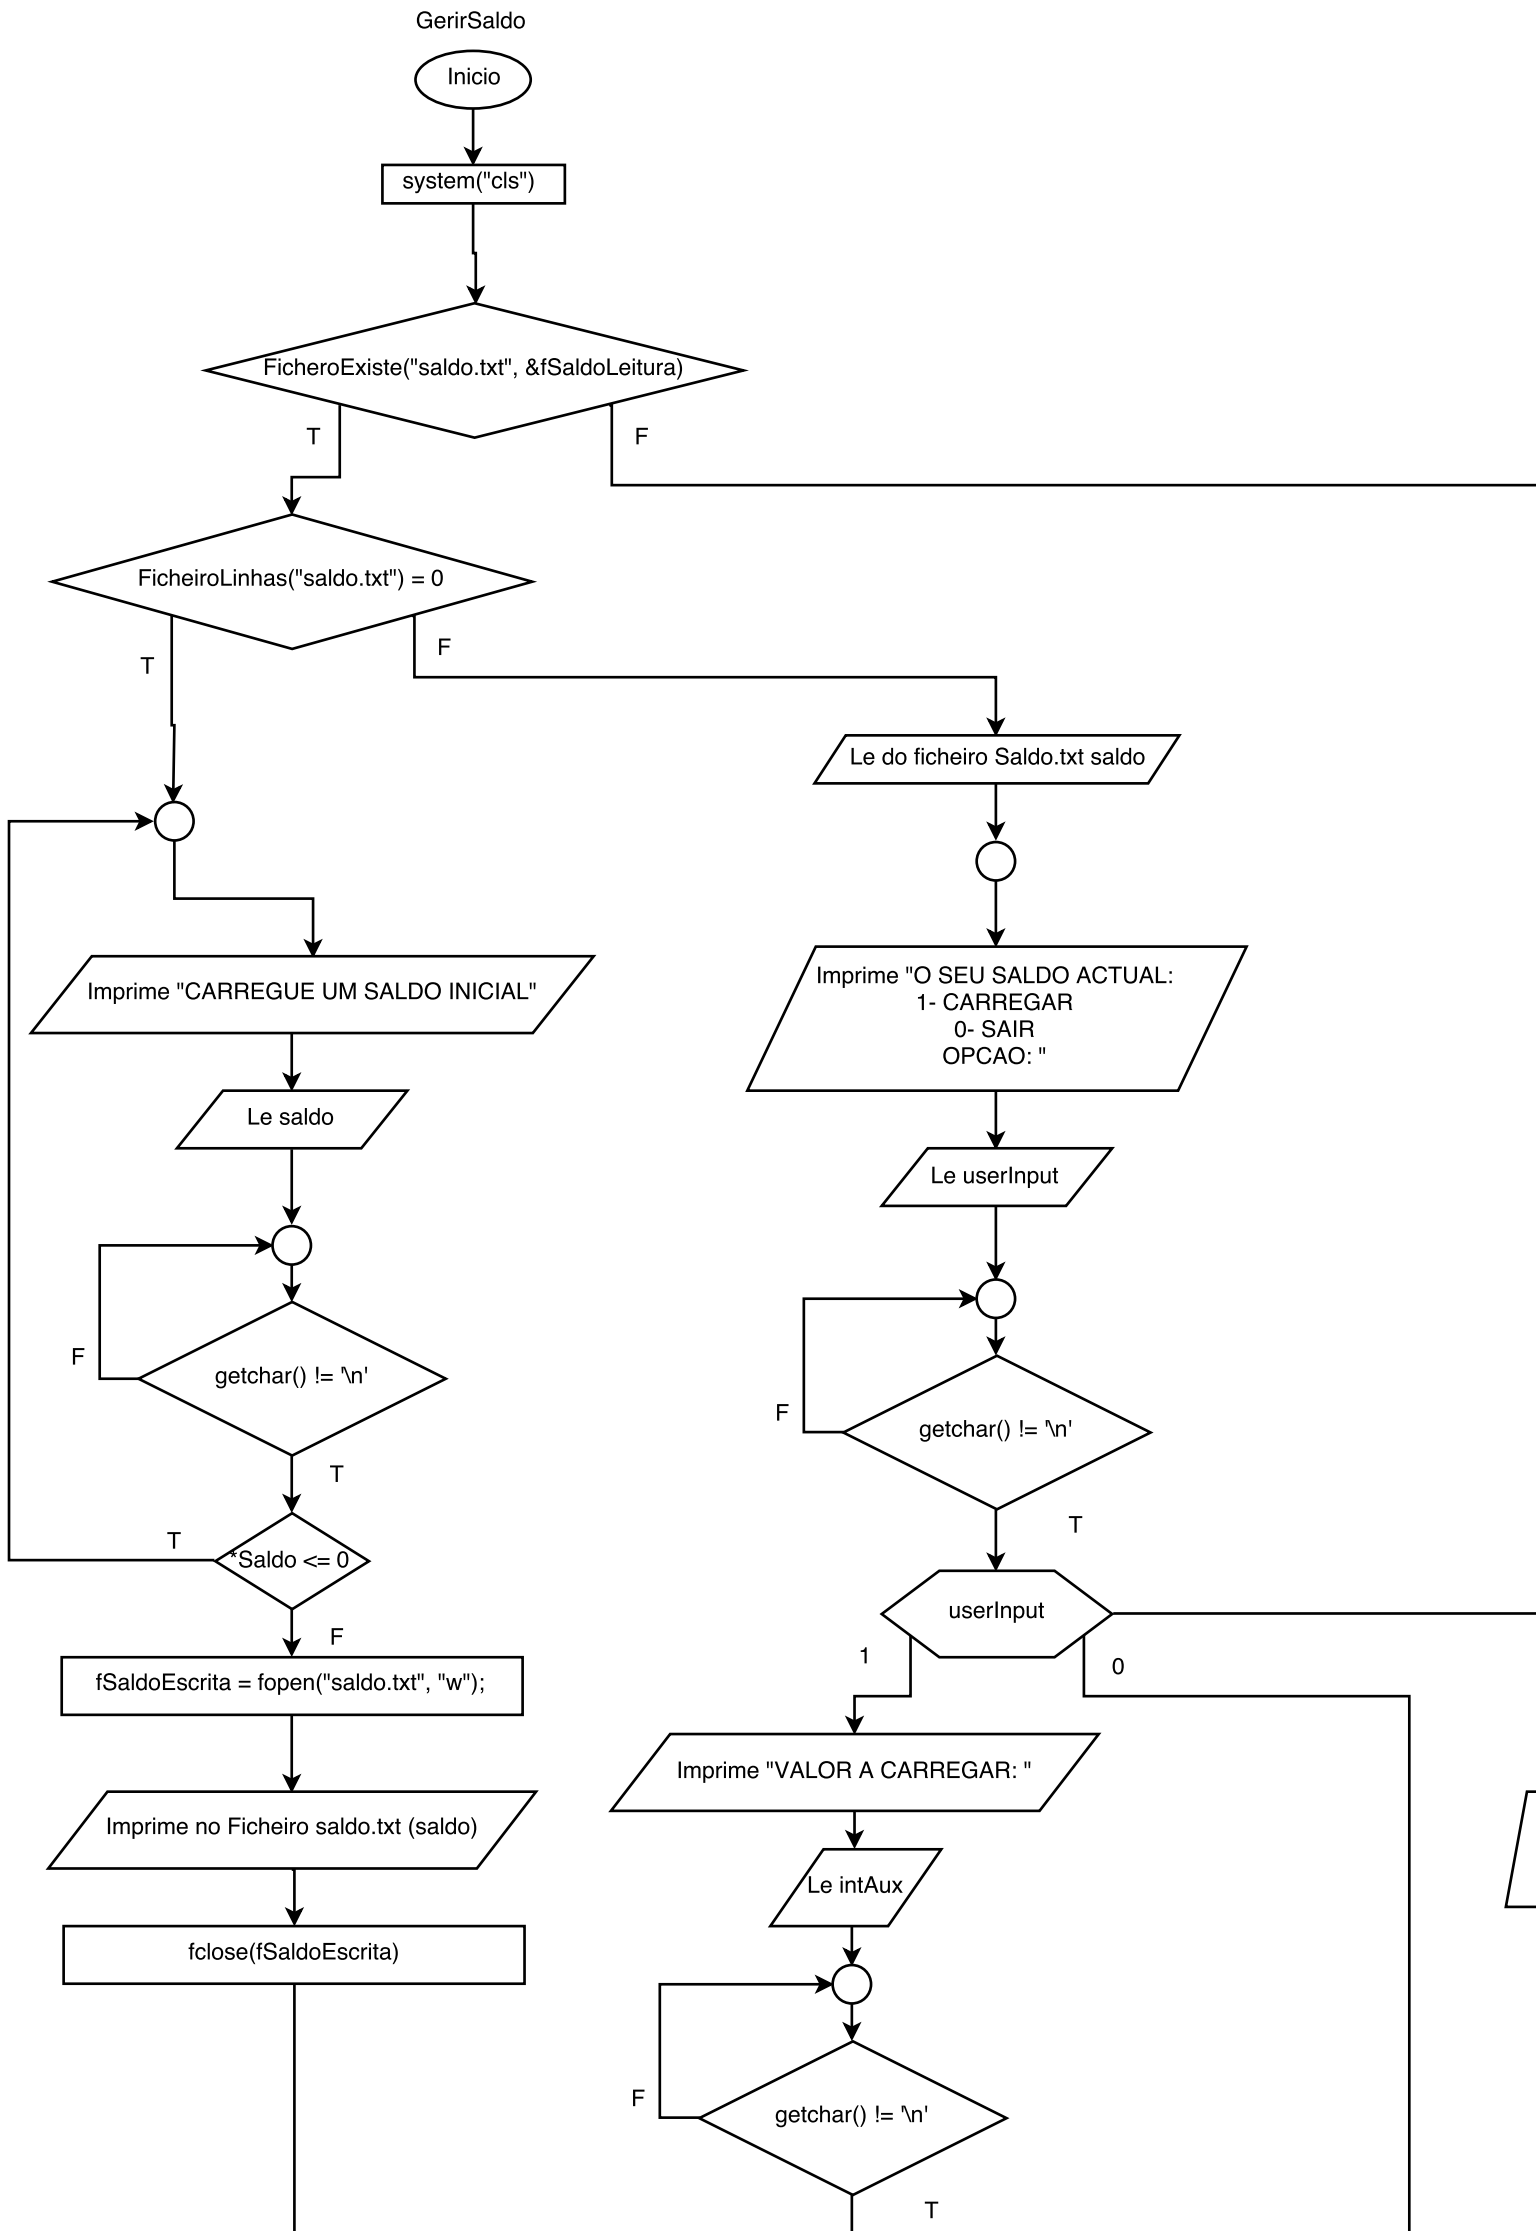 GerirSaldo
Inicio
system("cls")
FicheroExiste("saldo.txt", &fSaldoLeitura)
T
F
FicheiroLinhas("saldo.txt") = 0
T
F
Le do ficheiro Saldo.txt saldo
Imprime "CARREGUE UM SALDO INICIAL"
Imprime "O SEU SALDO ACTUAL:
1- CARREGAR
0- SAIR
OPCAO: "
Le saldo
Le userInput
F
getchar() != '\n'
F
getchar() != '\n'
T
T
T
*Saldo <= 0
userInput
F
1
0
fSaldoEscrita = fopen("saldo.txt", "w");
Imprime "VALOR A CARREGAR: "
Imprime no Ficheiro saldo.txt (saldo)
Le intAux
fclose(fSaldoEscrita)
F
getchar() != '\n'
T